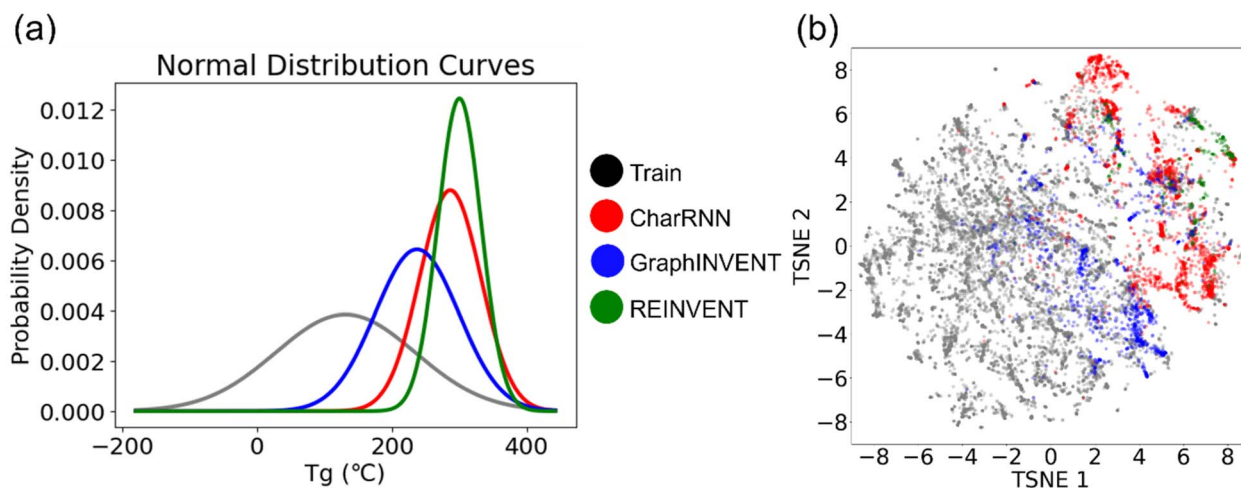 (a)
Normal Distribution Curves
Probability Density
0.012
0.010
0.008
0.006
0.004
0.002
0.000
−200 0 200 400
Tg (℃)
Train
CharRNN
GraphINVENT
REINVENT
(b)
TSNE 2
8
6
4
2
0
−2
−4
−6
−8
−8 −6 −4 −2 0 2 4 6 8
TSNE 1